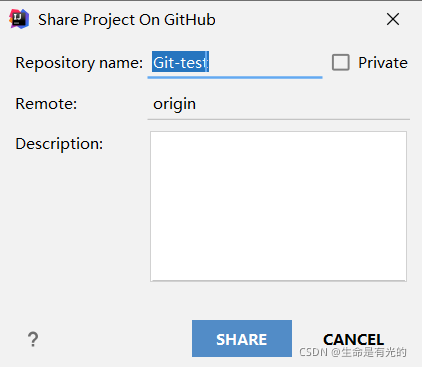 Share Project On GitHub
Repository name: Git-test Private
Remote: origin
Description:
? SHARE CANCEL
CSDN @生命是有光的